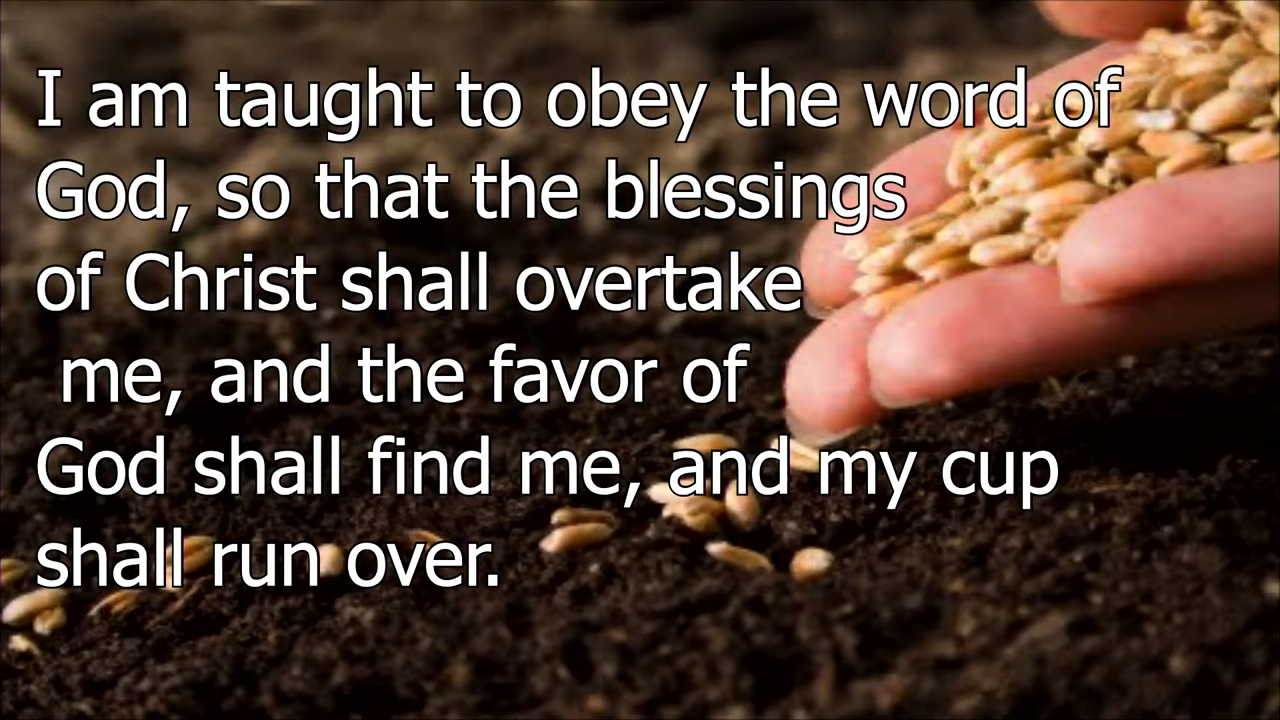 I am taught to obey the word of
God, so that the blessings
of Christ shall overtake
me, and the favor of
God shall find me, and my cup
shall run over.